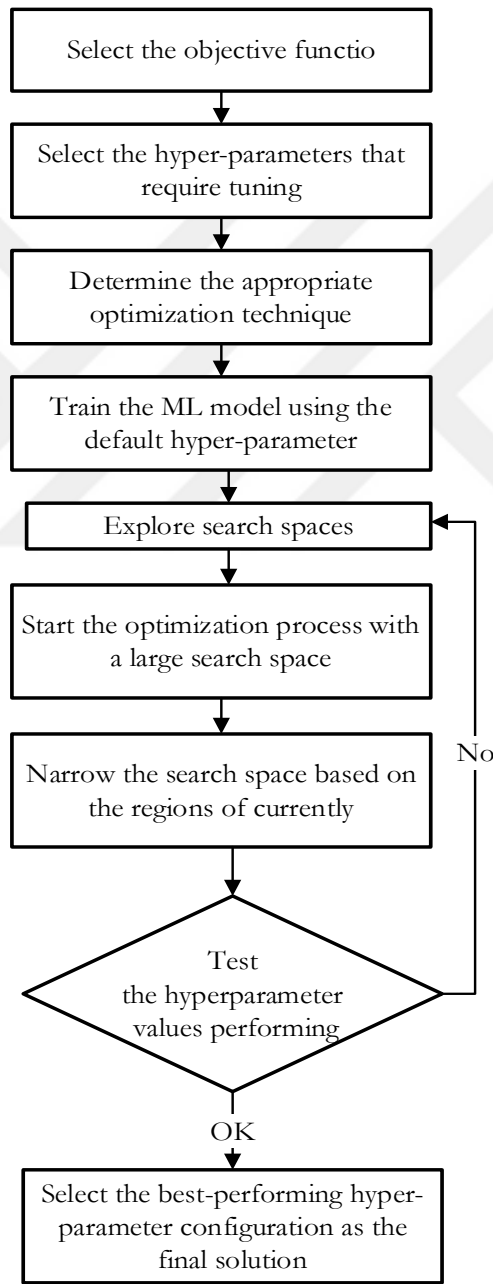 Select the objective functio
Select the hyper-parameters that
require tuning
Determine the appropriate
optimization technique
Train the ML model using the
default hyper-parameter
Explore search spaces
Start the optimization process with
a large search space
Narrow the search space based on
the regions of currently
No
Test
the hyperparameter
values performing
OK
Select the best-performing hyper-
parameter configuration as the
final solution